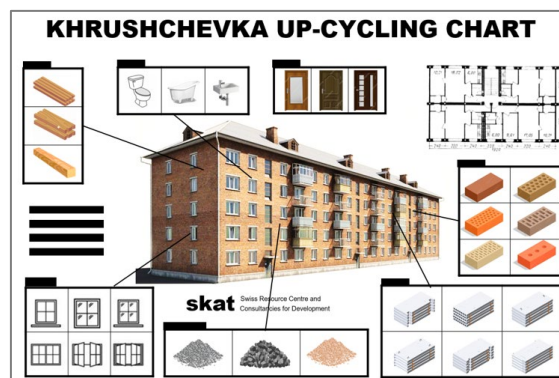 KHRUSHCHEVKA UP-CYCLING CHART
skat
Swiss Resource Centre and
Consultancies for Development